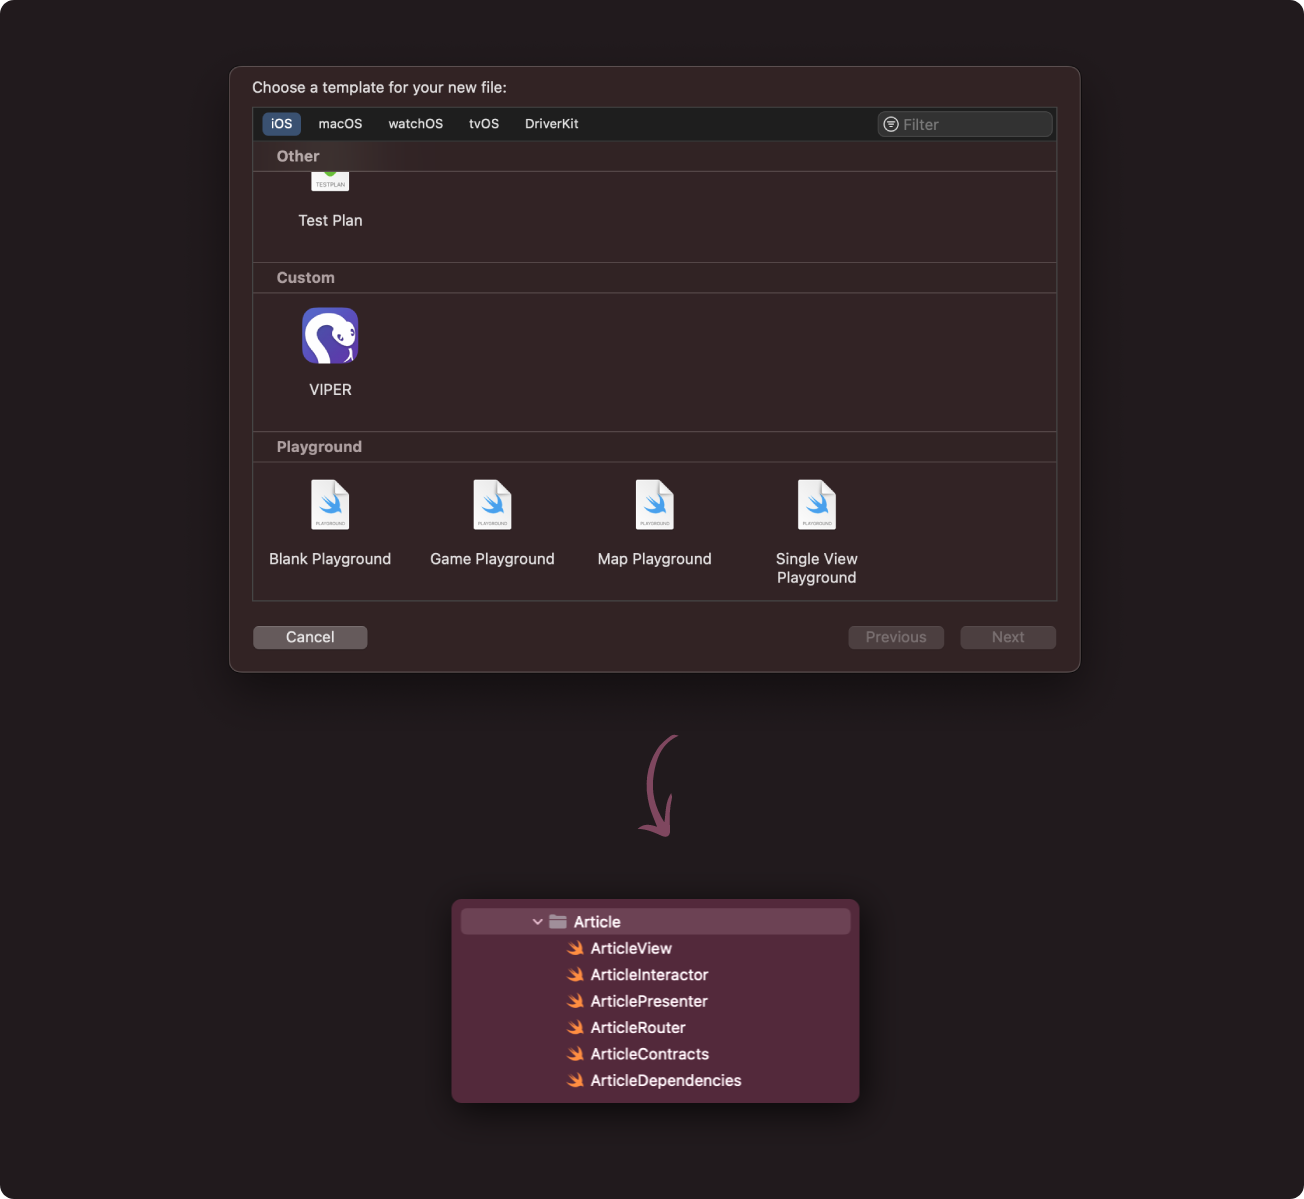 Choose a template for your new file:
iOS macOS watchOS tvOS DriverKit Filter
Other
TESTPLAN
Test Plan
Custom
VIPER
Playground
PLAYGROUND PLAYGROUND PLAYGROUND PLAYGROUND
Blank Playground Game Playground Map Playground Single View
Playground
Cancel Previous Next
Article
ArticleView
ArticleInteractor
ArticlePresenter
ArticleRouter
ArticleContracts
ArticleDependencies